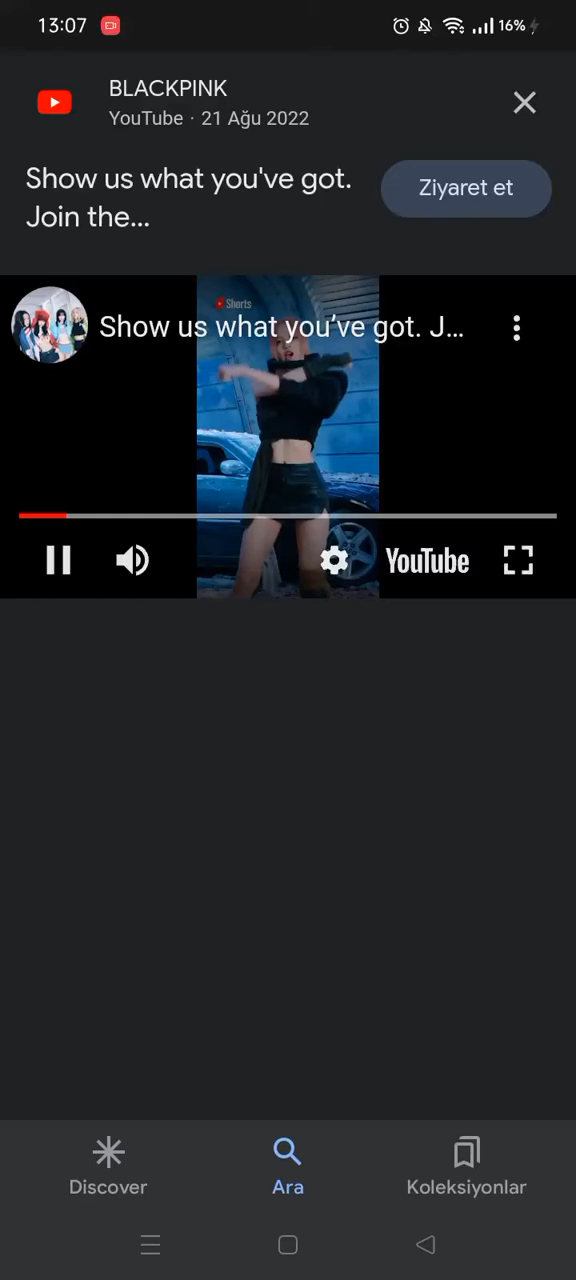 13:07
16%
BLACKPINK
YouTube · 21 Ağu 2022
Show us what you've got.
Join the...
Ziyaret et
Shorts
Show us what you’ve got. J...
YouTube
Discover
Ara
Koleksiyonlar